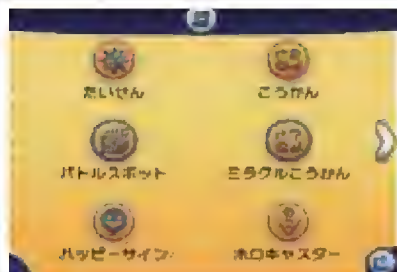 たいせん
こうかん
バトルスポット
ミラクルこうかん
ハッピーサイン
ホロキャスター